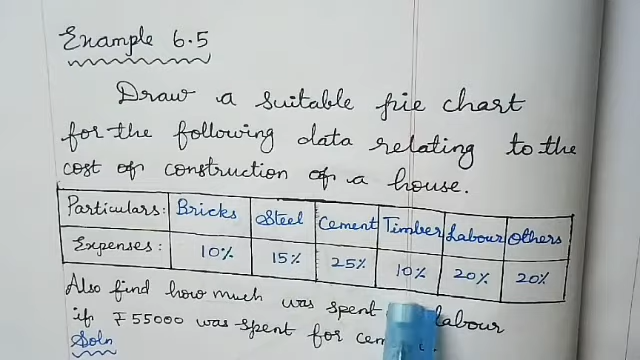 Example 6.5
Draw a suitable pie chart
for the following data relating to the
cost of construction of a house.
Particulars: Bricks Steel Cement Timber Labour Others
Expenses: 10% 15% 25% 10% 20% 20%
Also find how much was spent labour
if ₹55000 was spent for
Soln